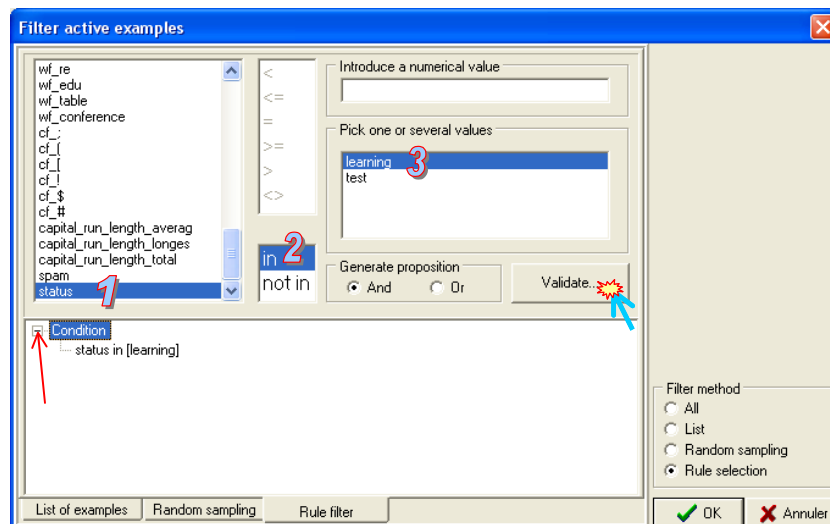 Filter active examples
wf_re
wf_edu
wf_table
wf_conference
cf_;
cf_(
cf_[
cf_!
cf_$
cf_#
capital_run_length_averag
capital_run_length_longes
capital_run_length_total
spam
status
1
<
<=
=
>=
>
<>
in
not in
2
Introduce a numerical value
Pick one or several values
learning
test
3
Generate proposition
And
Or
Validate...
Condition
status in [learning]
Filter method
All
List
Random sampling
Rule selection
List of examples
Random sampling
Rule filter
OK
Annuler